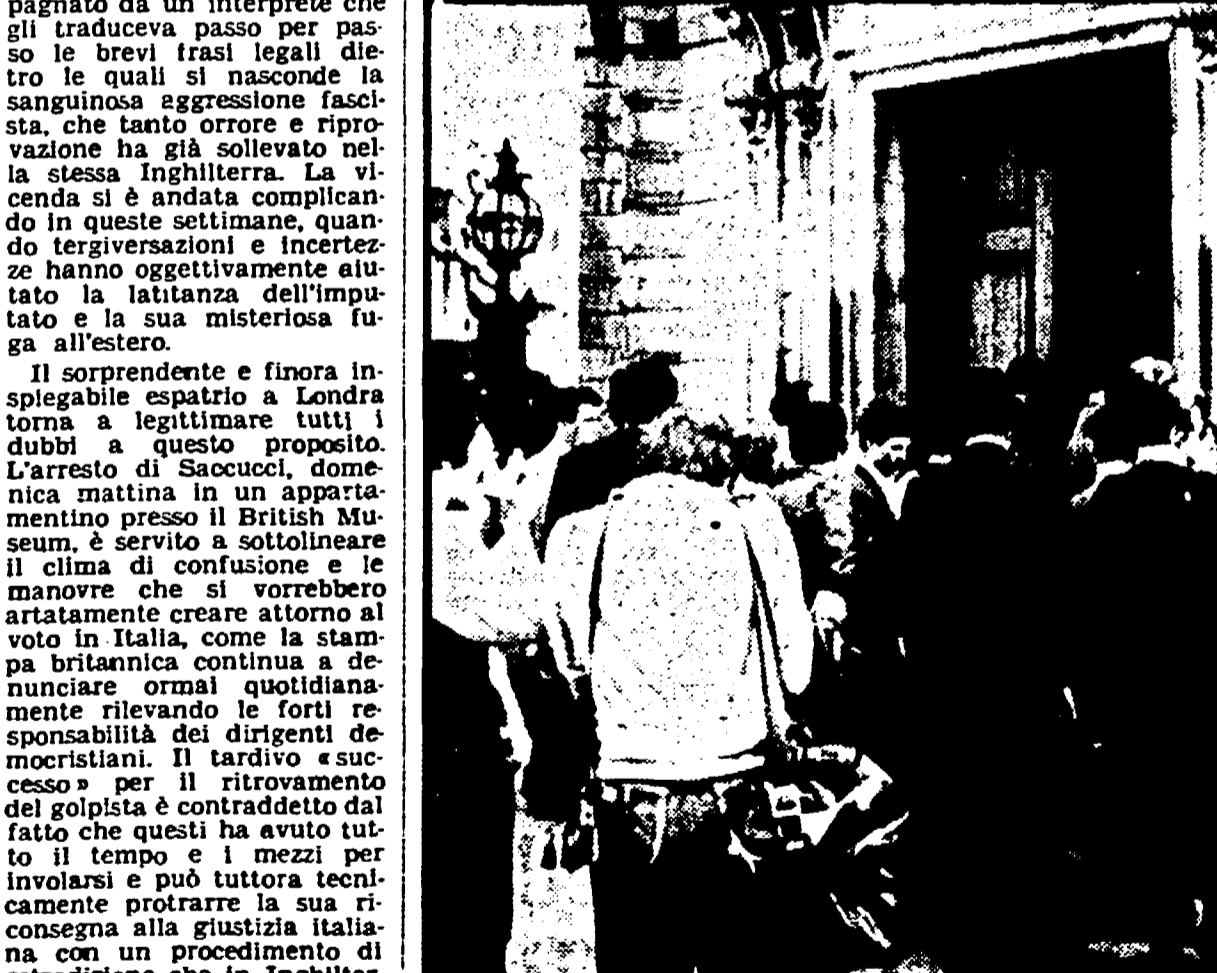 pagnato da un interprete che
gli traduceva passo per pas-
so le brevi frasi legali die-
tro le quali si nasconde la
sanguinosa aggressione fasci-
sta, che tanto orrore e ripro-
vazione ha già sollevato nel-
la stessa Inghilterra. La vi-
cenda si è andata complican-
do in queste settimane, quan-
do tergiversazioni e incertez-
ze hanno oggettivamente aiu-
tato la latitanza dell'impu-
tato e la sua misteriosa fu-
ga all'estero.
Il sorprendente e finora in-
spiegabile espatrio a Londra
torna a legittimare tutti i
dubbi a questo proposito.
L'arresto di Saccucci, dome-
nica mattina in un apparta-
mentino presso il British Mu-
seum, è servito a sottolineare
il clima di confusione e le
manovre che si vorrebbero
artatamente creare attorno al
voto in Italia, come la stam-
pa britannica continua a de-
nunciare ormai quotidiana-
mente rilevando le forti re-
sponsabilità dei dirigenti de-
mocristiani. Il tardivo «suc-
cesso» per il ritrovamento
del golpista è contraddetto dal
fatto che questi ha avuto tut-
to il tempo e i mezzi per
involarsi e può tuttora tecni-
camente protrarre la sua ri-
consegna alla giustizia italia-
na con un procedimento di
estradizione che in Inghilter-